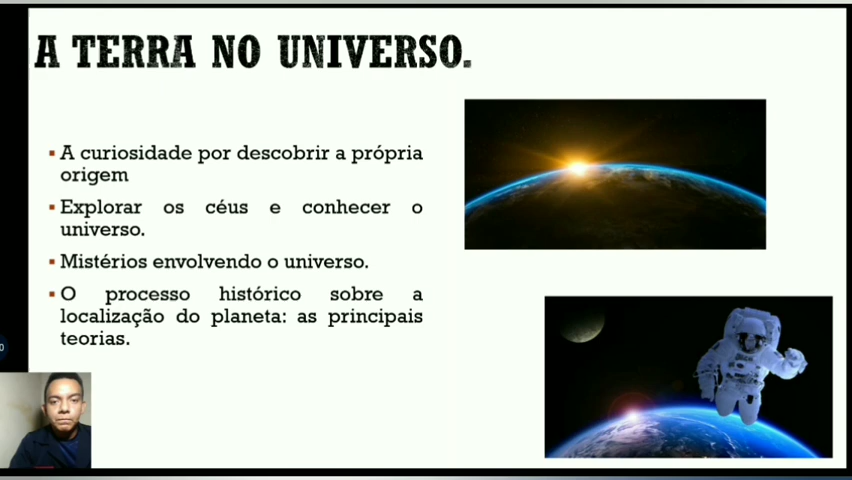 A TERRA NO UNIVERSO.
▪ A curiosidade por descobrir a própria
origem
▪ Explorar os céus e conhecer o
universo.
▪ Mistérios envolvendo o universo.
▪ O processo histórico sobre a
localização do planeta: as principais
teorias.
0